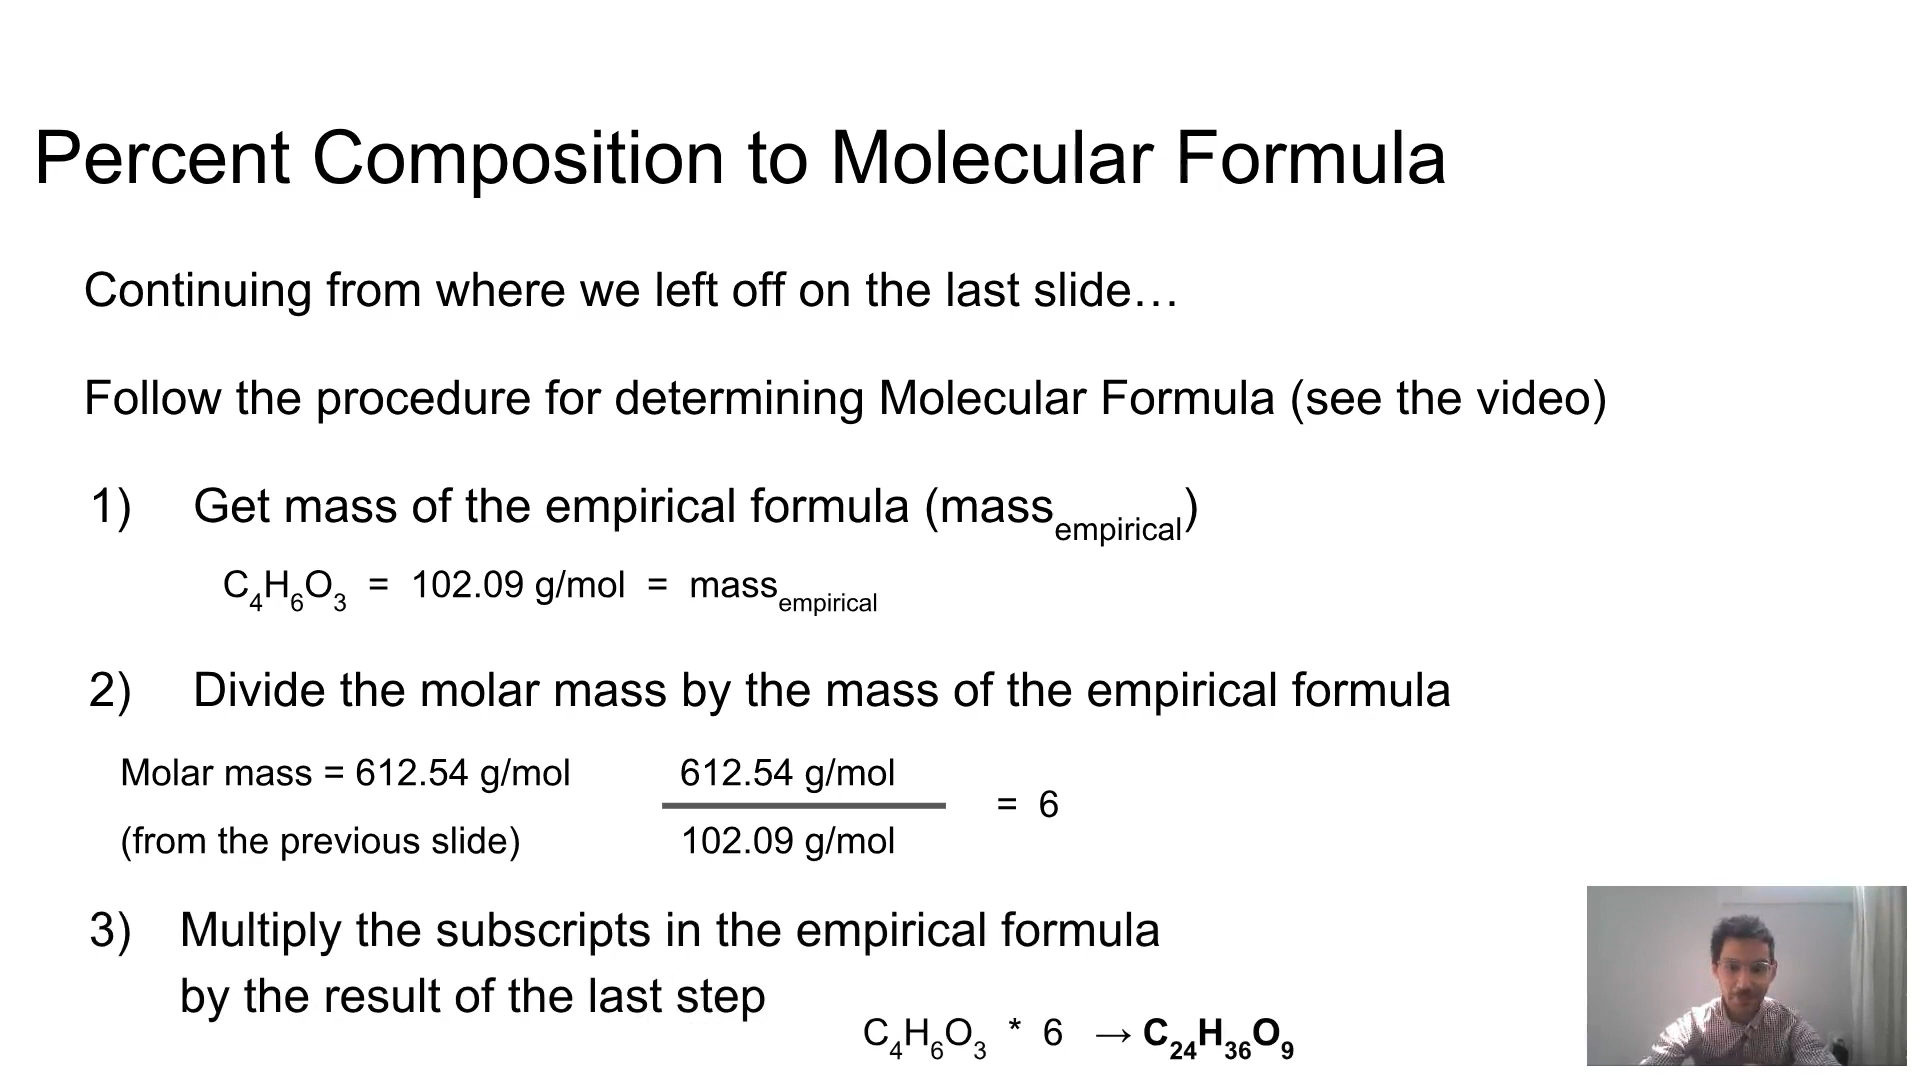 Percent Composition to Molecular Formula
Continuing from where we left off on the last slide…
Follow the procedure for determining Molecular Formula (see the video)
1) Get mass of the empirical formula (mass_empirical)
C₄H₆O₃ = 102.09 g/mol = mass_empirical
2) Divide the molar mass by the mass of the empirical formula
Molar mass = 612.54 g/mol
(from the previous slide)
612.54 g/mol
102.09 g/mol
= 6
3) Multiply the subscripts in the empirical formula
by the result of the last step
C₄H₆O₃ * 6 → C₂₄H₃₆O₉